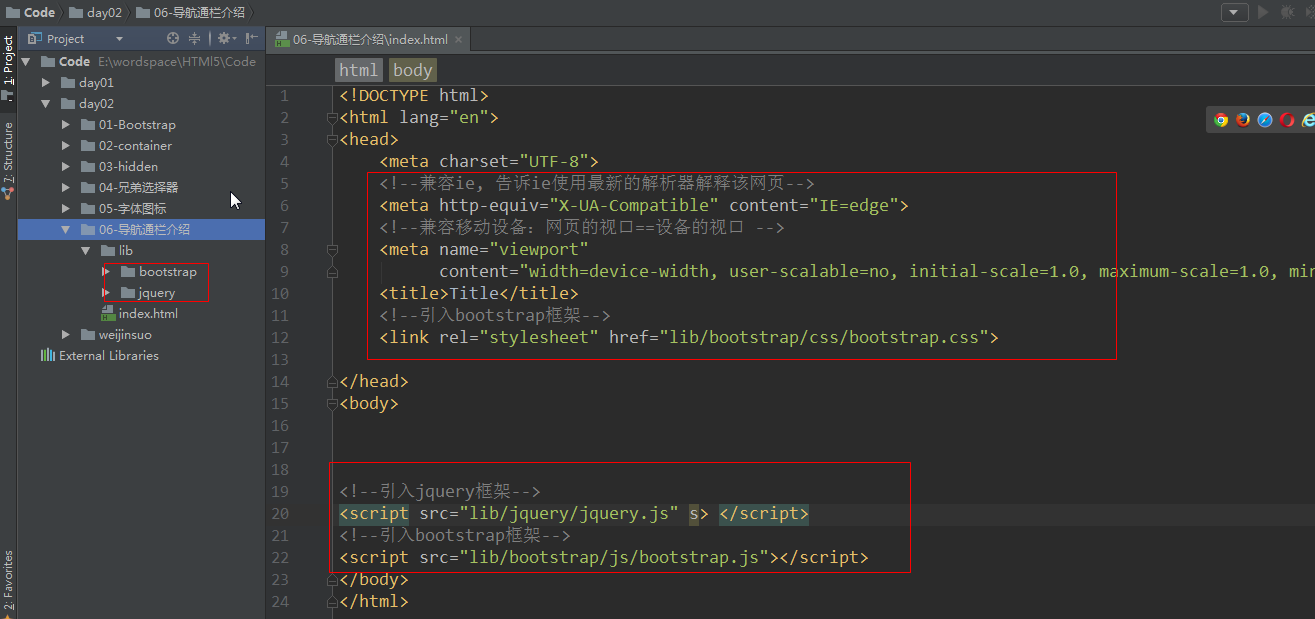 Code day02 06-导航通栏介绍
Project
06-导航通栏介绍\index.html
1: Project
7: Structure
2: Favorites
Code E:\wordspace\HTMl5\Code
day01
day02
01-Bootstrap
02-container
03-hidden
04-兄弟选择器
05-字体图标
06-导航通栏介绍
lib
bootstrap
jquery
index.html
weijinsuo
External Libraries
html body
1 <!DOCTYPE html>
2 <html lang="en">
3 <head>
4 <meta charset="UTF-8">
5 <!--兼容ie, 告诉ie使用最新的解析器解释该网页-->
6 <meta http-equiv="X-UA-Compatible" content="IE=edge">
7 <!--兼容移动设备：网页的视口==设备的视口 -->
8 <meta name="viewport"
9 content="width=device-width, user-scalable=no, initial-scale=1.0, maximum-scale=1.0, min
10 <title>Title</title>
11 <!--引入bootstrap框架-->
12 <link rel="stylesheet" href="lib/bootstrap/css/bootstrap.css">
13
14 </head>
15 <body>
16
17
18
19 <!--引入jquery框架-->
20 <script src="lib/jquery/jquery.js" s> </script>
21 <!--引入bootstrap框架-->
22 <script src="lib/bootstrap/js/bootstrap.js"></script>
23 </body>
24 </html>